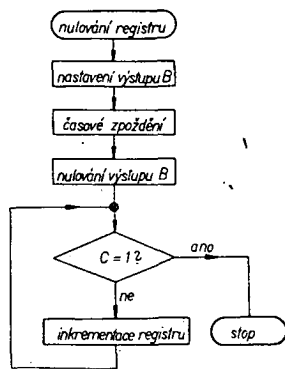 nulování registru
nastavení výstupu B
časové zpoždění
nulování výstupu B
C = 1?
ano
ne
inkrementace registru
stop